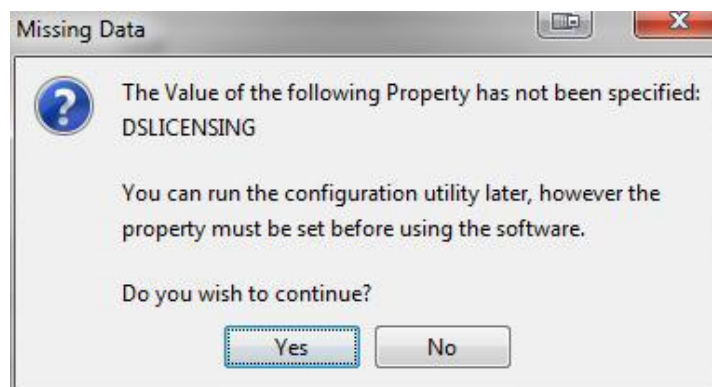 Missing Data
The Value of the following Property has not been specified:
DSLICENSING
You can run the configuration utility later, however the
property must be set before using the software.
Do you wish to continue?
Yes
No